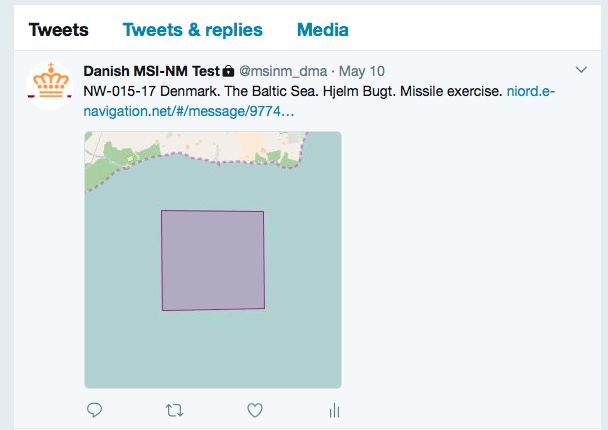 Tweets Tweets & replies Media
Danish MSI-NM Test @msinm_dma · May 10
NW-015-17 Denmark. The Baltic Sea. Hjelm Bugt. Missile exercise. niord.e-
navigation.net/#/message/9774…